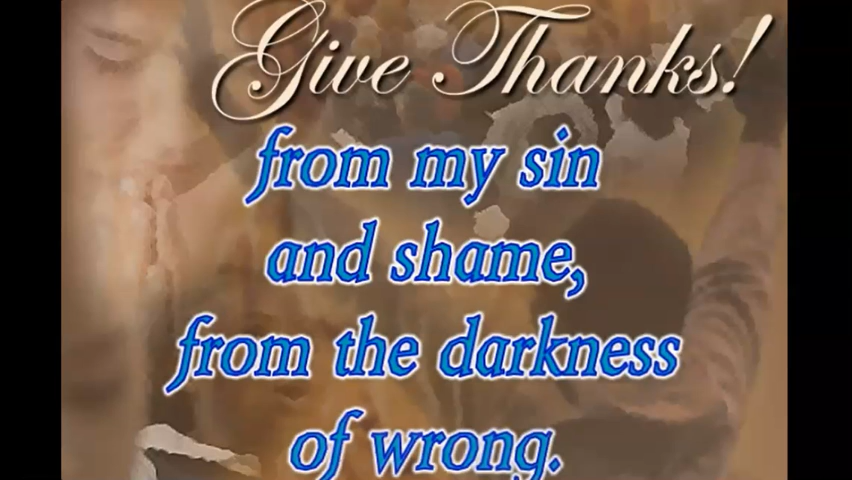 Give Thanks!
from my sin
and shame,
from the darkness
of wrong.